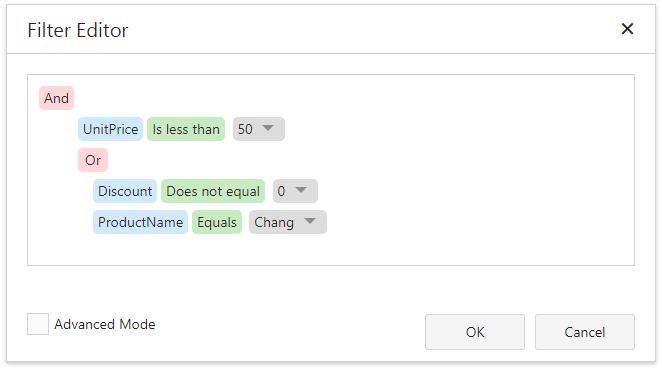 Filter Editor
And
UnitPrice Is less than 50
Or
Discount Does not equal 0
ProductName Equals Chang
Advanced Mode OK Cancel